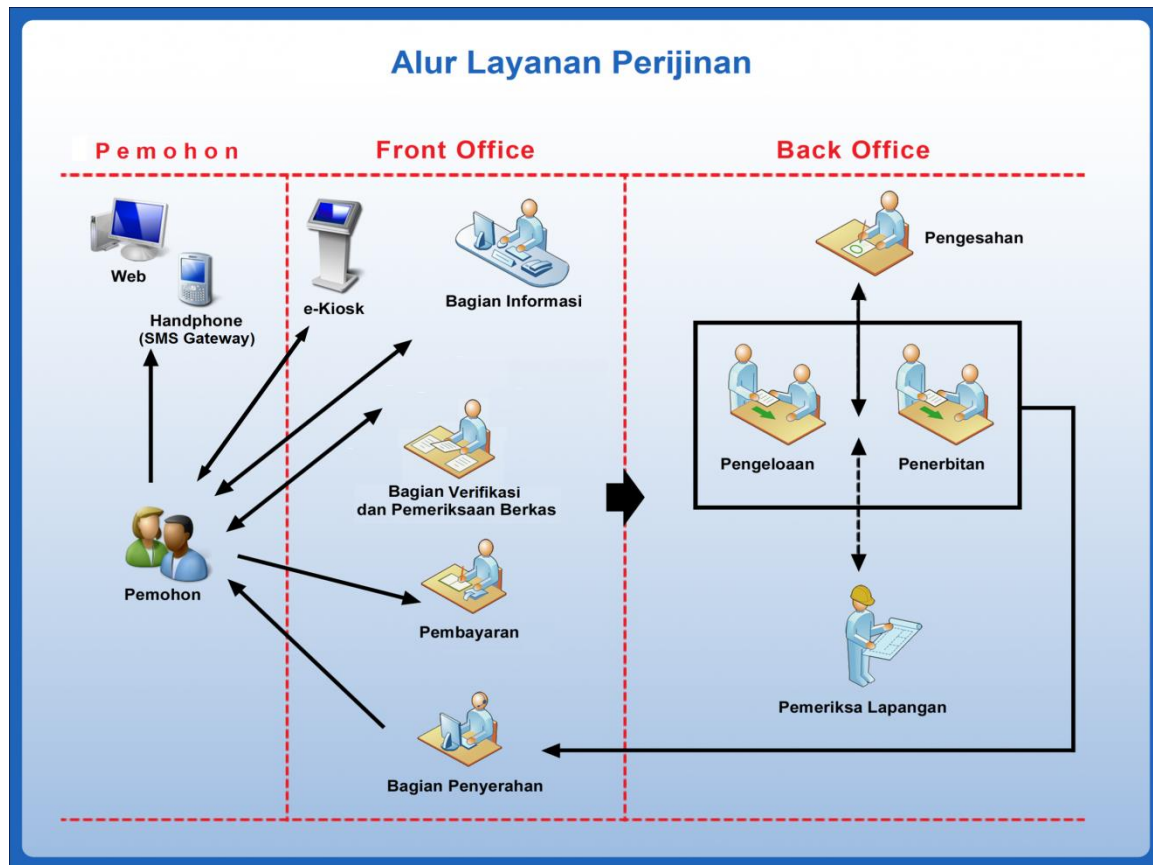 Alur Layanan Perijinan
Pemohon
Front Office
Back Office
Web
Handphone
(SMS Gateway)
e-Kiosk
Bagian Informasi
Pengesahan
Bagian Verifikasi
dan Pemeriksaan Berkas
Pengeloaan
Penerbitan
Pemohon
Pembayaran
Pemeriksa Lapangan
Bagian Penyerahan